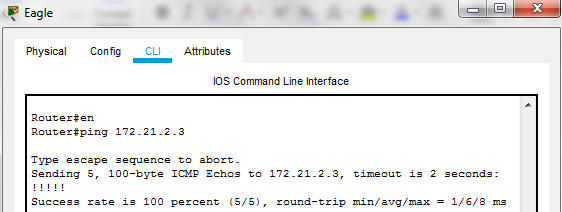 Eagle
Physical Config CLI Attributes
IOS Command Line Interface
Router#en
Router#ping 172.21.2.3
Type escape sequence to abort.
Sending 5, 100-byte ICMP Echos to 172.21.2.3, timeout is 2 seconds:
!!!!!
Success rate is 100 percent (5/5), round-trip min/avg/max = 1/6/8 ms